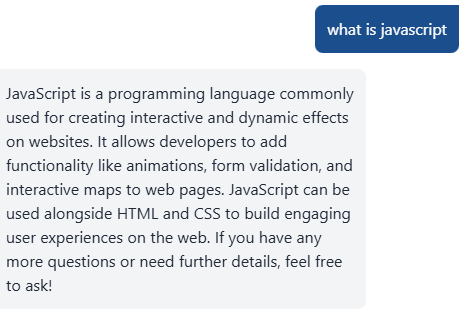 what is javascript
JavaScript is a programming language commonly
used for creating interactive and dynamic effects
on websites. It allows developers to add
functionality like animations, form validation, and
interactive maps to web pages. JavaScript can be
used alongside HTML and CSS to build engaging
user experiences on the web. If you have any
more questions or need further details, feel free
to ask!